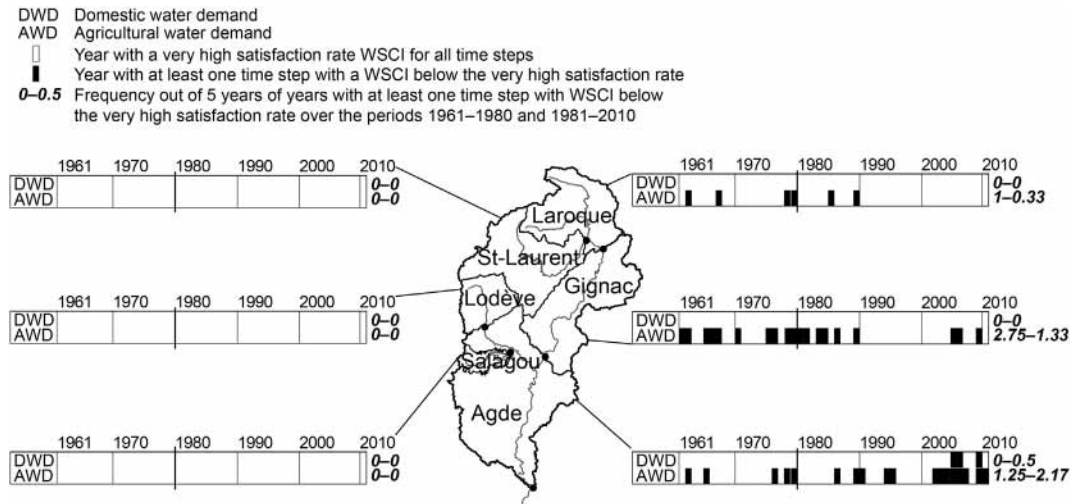 DWD Domestic water demand
AWD Agricultural water demand
Year with a very high satisfaction rate WSCI for all time steps
Year with at least one time step with a WSCI below the very high satisfaction rate
0–0.5 Frequency out of 5 years of years with at least one time step with WSCI below
the very high satisfaction rate over the periods 1961–1980 and 1981–2010
1961 1970 1980 1990 2000 2010
DWD 0–0
AWD 0–0
1961 1970 1980 1990 2000 2010
DWD 0–0
AWD 1–0.33
Laroque
St-Laurent
Gignac
Lodève
1961 1970 1980 1990 2000 2010
DWD 0–0
AWD 0–0
1961 1970 1980 1990 2000 2010
DWD 0–0
AWD 2.75–1.33
Salagou
Agde
1961 1970 1980 1990 2000 2010
DWD 0–0
AWD 0–0
1961 1970 1980 1990 2000 2010
DWD 0–0.5
AWD 1.25–2.17